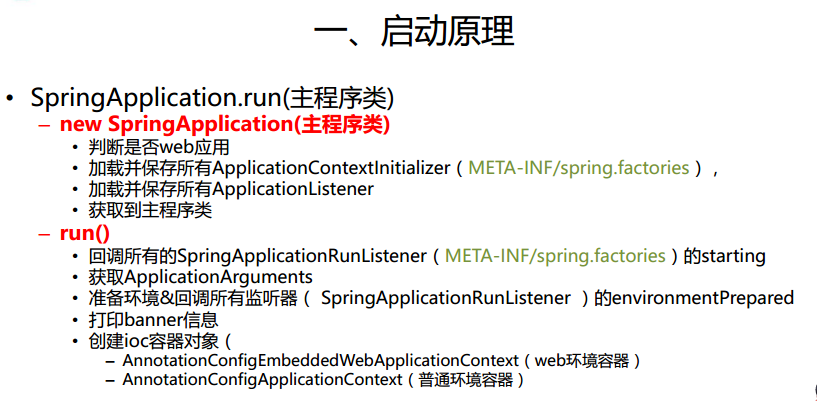 一、启动原理
• SpringApplication.run(主程序类)
– new SpringApplication(主程序类)
• 判断是否web应用
• 加载并保存所有ApplicationContextInitializer（META-INF/spring.factories），
• 加载并保存所有ApplicationListener
• 获取到主程序类
– run()
• 回调所有的SpringApplicationRunListener（META-INF/spring.factories）的starting
• 获取ApplicationArguments
• 准备环境&回调所有监听器（ SpringApplicationRunListener ）的environmentPrepared
• 打印banner信息
• 创建ioc容器对象（
– AnnotationConfigEmbeddedWebApplicationContext（web环境容器）
– AnnotationConfigApplicationContext（普通环境容器）